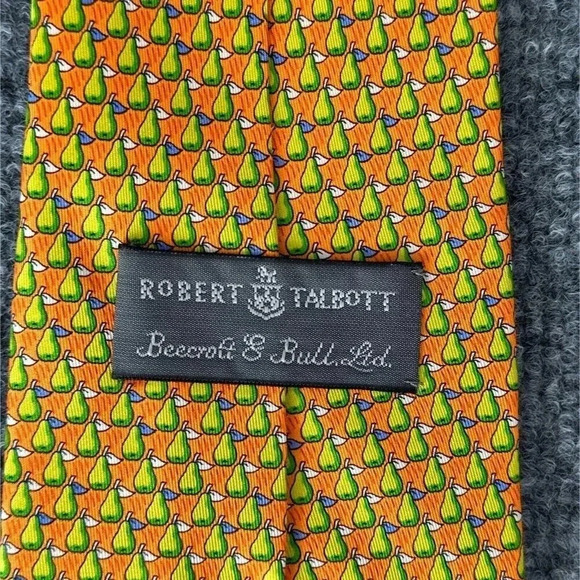 ROBERT TALBOTT
Beecroft & Bull, Ltd.